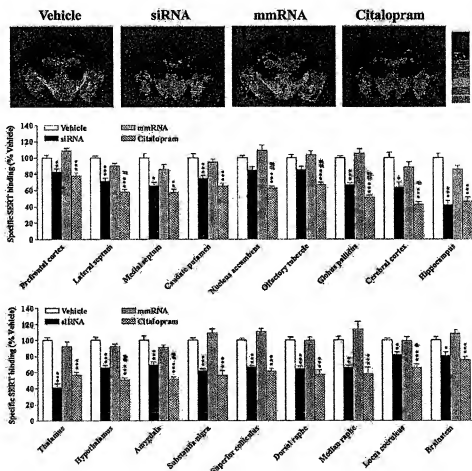 Vehicle siRNA mmRNA Citalopram
Specific SERT binding (% Vehicle)
120
100
80
60
40
20
0
Vehicle mmRNA
siRNA Citalopram
Prefrontal cortex
Lateral septum
Medial septum
Caudate putamen
Nucleus accumbens
Olfactory tubercle
Globus pallidus
Cerebral cortex
Hippocampus
Specific SERT binding (% Vehicle)
120
100
80
60
40
20
0
Vehicle mmRNA
siRNA Citalopram
Thalamus
Hypothalamus
Amygdala
Substantia nigra
Superior colliculus
Dorsal raphe
Median raphe
Locus coeruleus
Brainstem